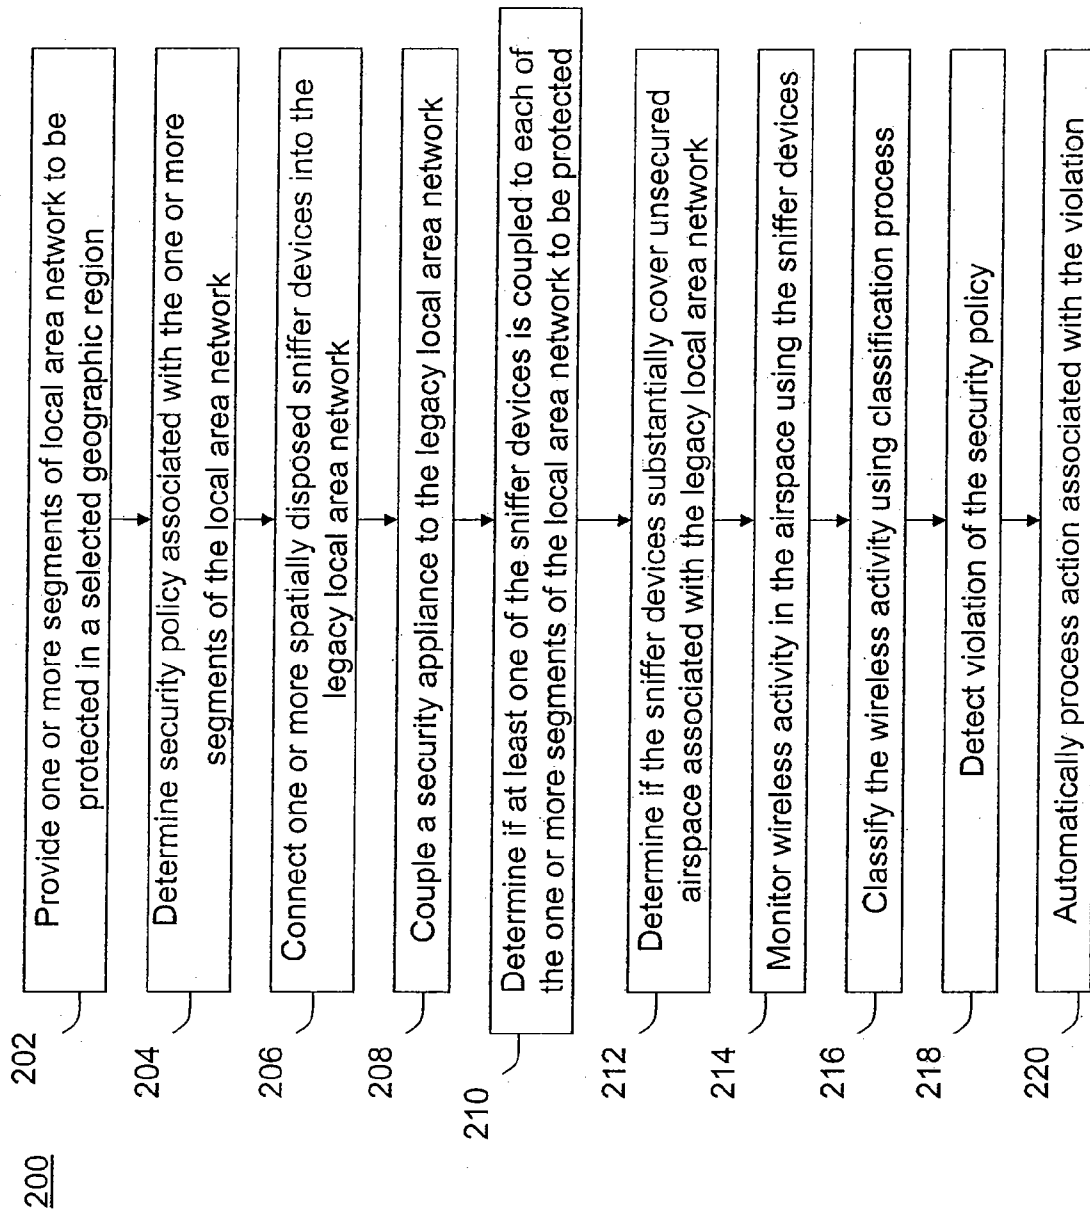 200
202
Provide one or more segments of local area network to be
protected in a selected geographic region
204
Determine security policy associated with the one or more
segments of the local area network
206
Connect one or more spatially disposed sniffer devices into the
legacy local area network
208
Couple a security appliance to the legacy local area network
210
Determine if at least one of the sniffer devices is coupled to each of
the one or more segments of the local area network to be protected
212
Determine if the sniffer devices substantially cover unsecured
airspace associated with the legacy local area network
214
Monitor wireless activity in the airspace using the sniffer devices
216
Classify the wireless activity using classification process
218
Detect violation of the security policy
220
Automatically process action associated with the violation